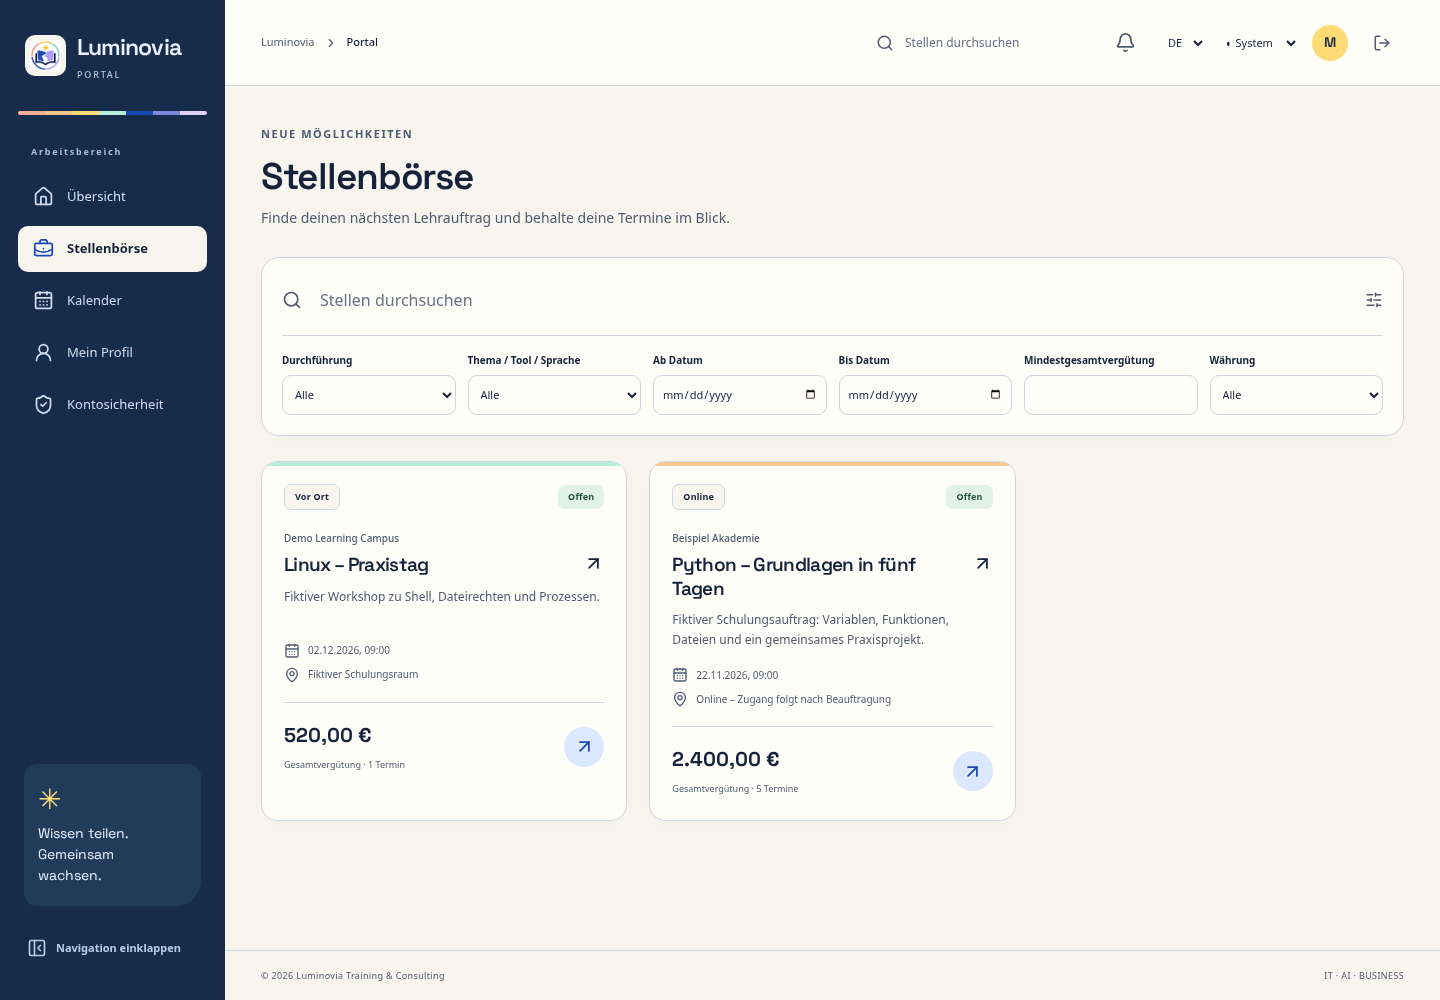 Luminovia
PORTAL
Arbeitsbereich
Übersicht
Stellenbörse
Kalender
Mein Profil
Kontosicherheit
Wissen teilen.
Gemeinsam
wachsen.
Navigation einklappen
Luminovia
Portal
Stellen durchsuchen
DE
System
M
NEUE MÖGLICHKEITEN
Stellenbörse
Finde deinen nächsten Lehrauftrag und behalte deine Termine im Blick.
Stellen durchsuchen
Durchführung
Thema / Tool / Sprache
Ab Datum
Bis Datum
Mindestgesamtvergütung
Währung
Alle
Alle
mm/dd/yyyy
mm/dd/yyyy
Alle
Vor Ort
Offen
Demo Learning Campus
Linux – Praxistag
Fiktiver Workshop zu Shell, Dateirechten und Prozessen.
02.12.2026, 09:00
Fiktiver Schulungsraum
520,00 €
Gesamtvergütung · 1 Termin
Online
Offen
Beispiel Akademie
Python – Grundlagen in fünf
Tagen
Fiktiver Schulungsauftrag: Variablen, Funktionen,
Dateien und ein gemeinsames Praxisprojekt.
22.11.2026, 09:00
Online – Zugang folgt nach Beauftragung
2.400,00 €
Gesamtvergütung · 5 Termine
© 2026 Luminovia Training & Consulting
IT · AI · BUSINESS